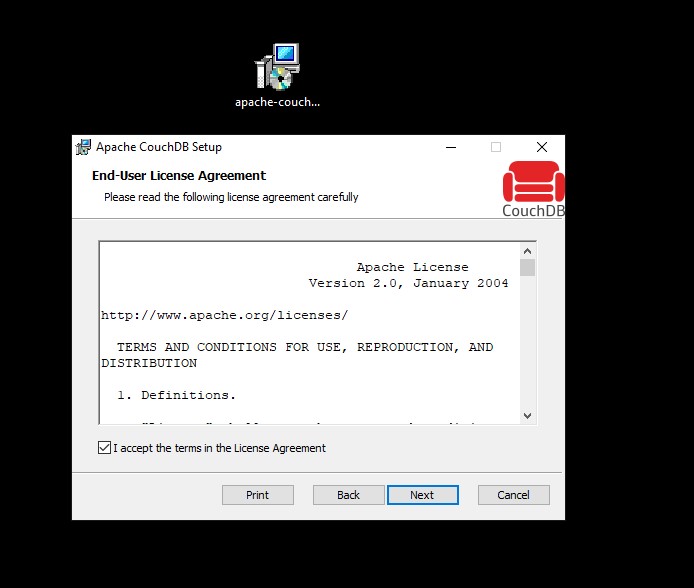 apache-couch...
Apache CouchDB Setup
End-User License Agreement
Please read the following license agreement carefully
CouchDB
Apache License
Version 2.0, January 2004
http://www.apache.org/licenses/
TERMS AND CONDITIONS FOR USE, REPRODUCTION, AND
DISTRIBUTION
1. Definitions.
I accept the terms in the License Agreement
Print
Back
Next
Cancel